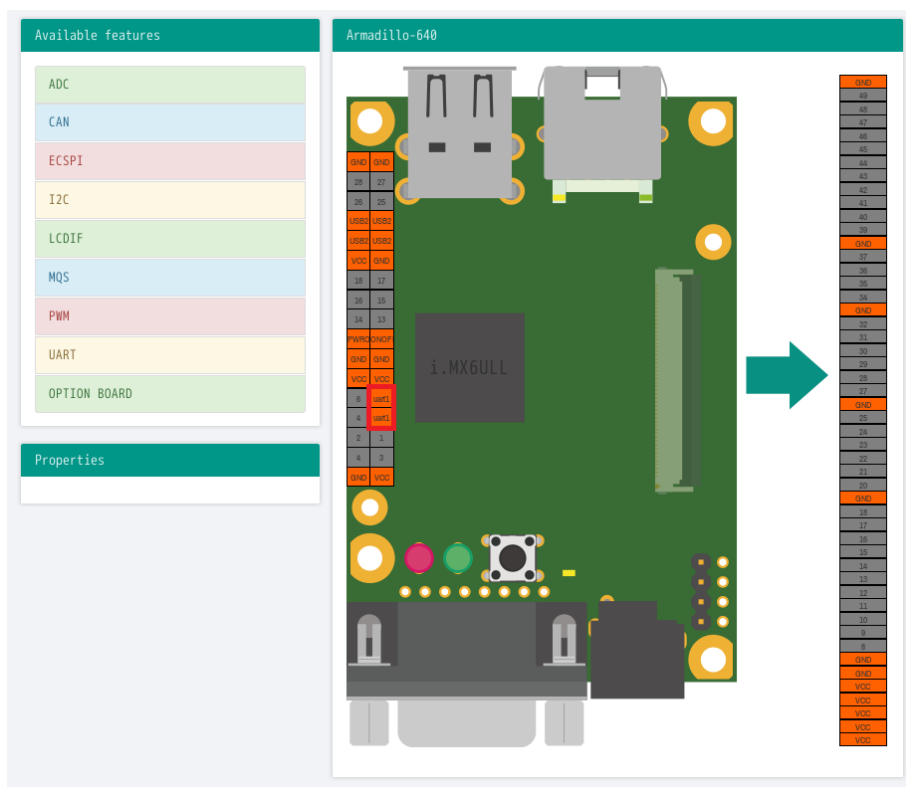 Available features
ADC
CAN
ECSPI
I2C
LCDIF
MQS
PWM
UART
OPTION BOARD
Properties
Armadillo-640
GND GND
28 27
26 25
USB2 USB2
USB2 USB2
VCC GND
18 17
16 15
14 13
GND GND
VCC VCC
6 uart1
4 uart1
2 1
4 3
GND VCC
i.MX6ULL
GND
49
48
47
46
45
44
43
42
41
40
39
GND
37
36
35
34
GND
32
31
30
29
28
27
GND
25
24
23
22
21
20
GND
18
17
16
15
14
13
12
11
10
9
8
GND
GND
VCC
VCC
VCC
VCC
VCC